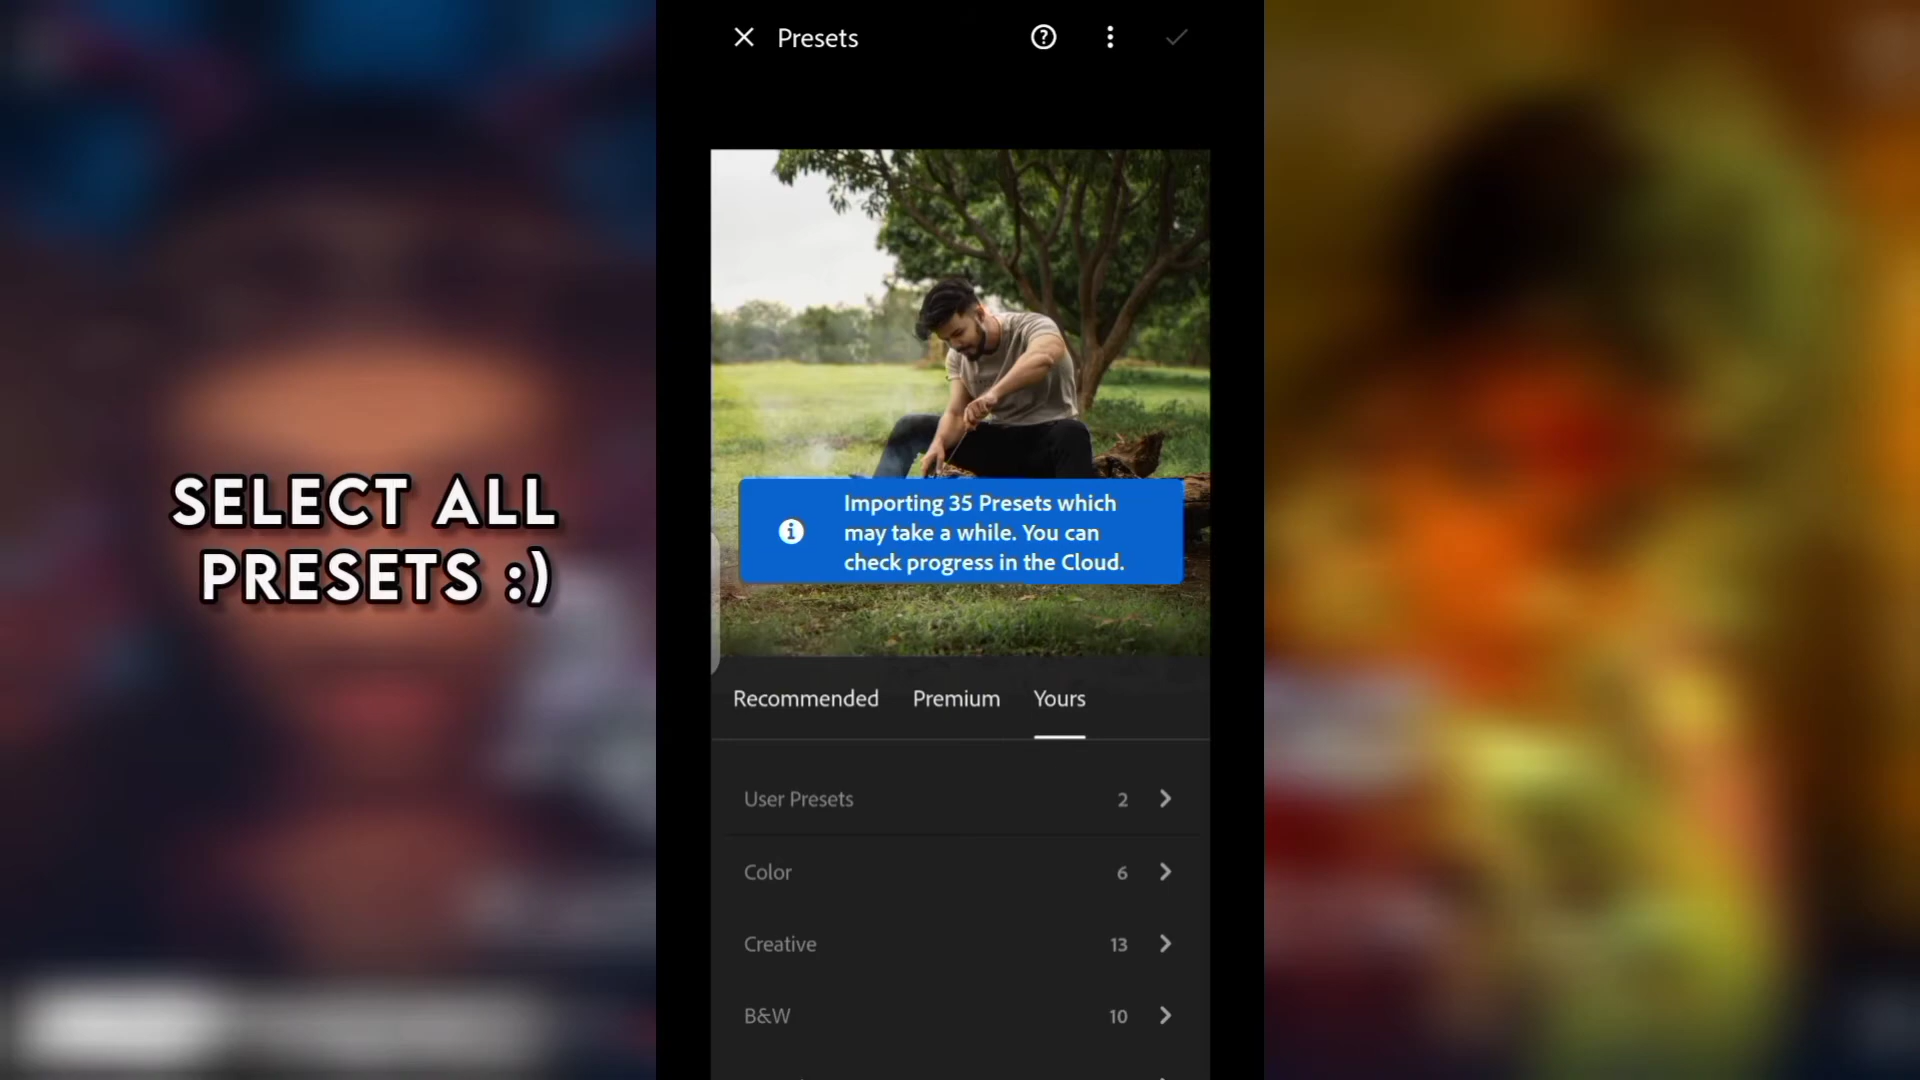 SELECT ALL
PRESETS :)
Presets
Importing 35 Presets which
may take a while. You can
check progress in the Cloud.
Recommended Premium Yours
User Presets 2
Color 6
Creative 13
B&W 10